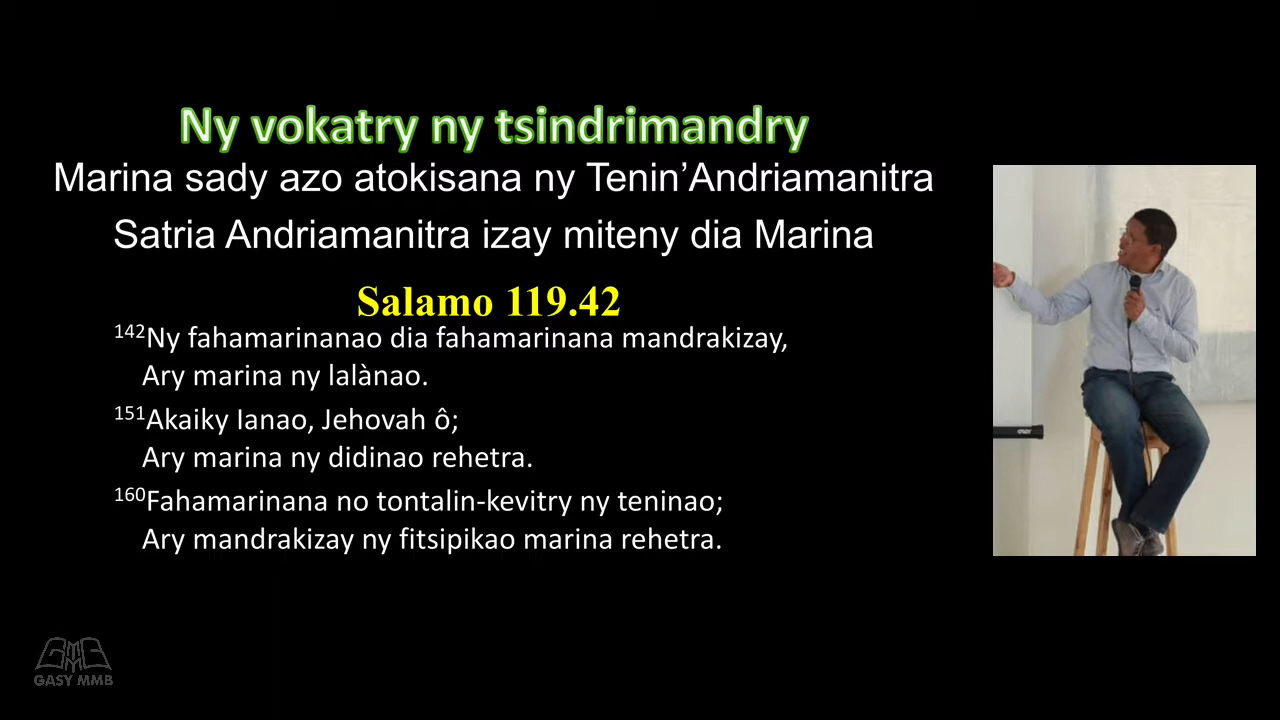 Ny vokatry ny tsindrimandry
Marina sady azo atokisana ny Tenin’Andriamanitra
Satria Andriamanitra izay miteny dia Marina
Salamo 119.42
142Ny fahamarinanao dia fahamarinana mandrakizay,
Ary marina ny lalànao.
151Akaiky Ianao, Jehovah ô;
Ary marina ny didinao rehetra.
160Fahamarinana no tontalin-kevitry ny teninao;
Ary mandrakizay ny fitsipikao marina rehetra.
GASY MMB